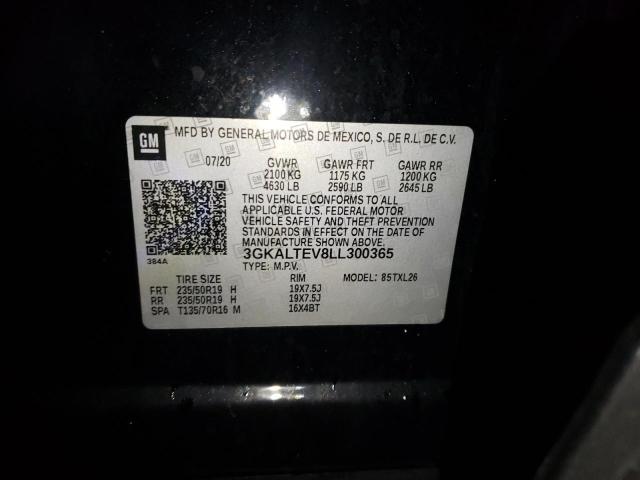 GM MFD BY GENERAL MOTORS DE MEXICO, S. DE R.L. DE C.V.
07/20 GVWR GAWR FRT GAWR RR
2100 KG 1175 KG 1200 KG
4630 LB 2590 LB 2645 LB
THIS VEHICLE CONFORMS TO ALL
APPLICABLE U.S. FEDERAL MOTOR
VEHICLE SAFETY AND THEFT PREVENTION
STANDARDS IN EFFECT ON THE DATE OF
MANUFACTURE SHOWN ABOVE.
384A 3GKALTEV8LL300365
TYPE: M.P.V. 85TXL26
TIRE SIZE RIM
FRT 235/50R19 H 19X7.5J
RR 235/50R19 H 19X7.5J
SPA T135/70R16 M 16X4BT